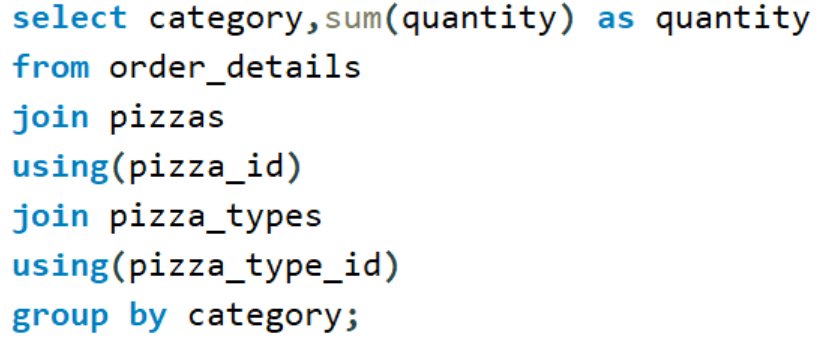 select category,sum(quantity) as quantity
from order_details
join pizzas
using(pizza_id)
join pizza_types
using(pizza_type_id)
group by category;